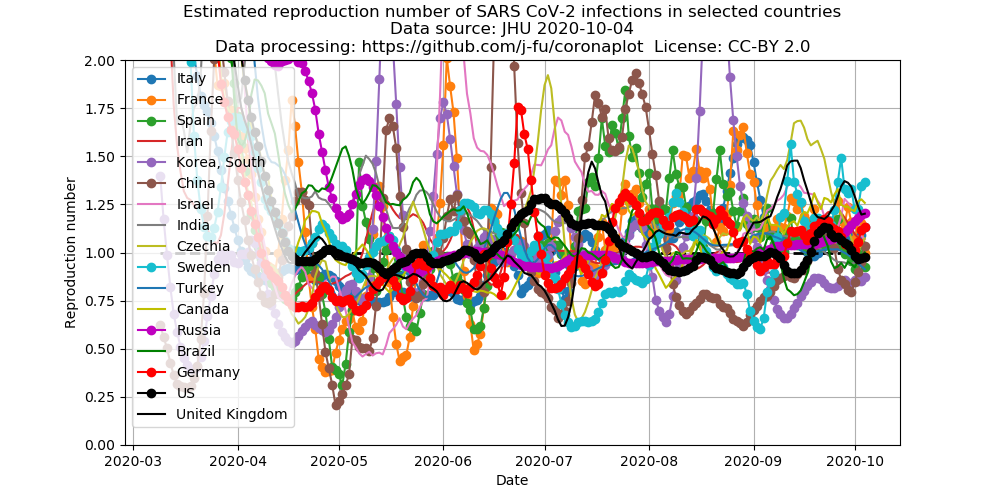 Estimated reproduction number of SARS CoV-2 infections in selected countries
Data source: JHU 2020-10-04
Data processing: https://github.com/j-fu/coronaplot  License: CC-BY 2.0
Reproduction number
2.00
1.75
1.50
1.25
1.00
0.75
0.50
0.25
0.00
Italy
France
Spain
Iran
Korea, South
China
Israel
India
Czechia
Sweden
Turkey
Canada
Russia
Brazil
Germany
US
United Kingdom
2020-03 2020-04 2020-05 2020-06 2020-07 2020-08 2020-09 2020-10
Date